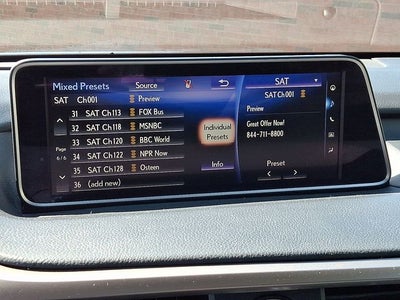 Mixed Presets Source
SAT Ch001 Preview
31 SAT Ch113 FOX Bus
32 SAT Ch118 MSNBC
33 SAT Ch120 BBC World
34 SAT Ch124 NPR Now
35 SAT Ch128 Osteen
36 (add new)
Page
6/6
Individual
Presets
Info
SAT
SAT Ch001
Preview
Great Offer Now!
844-711-8800
Preset